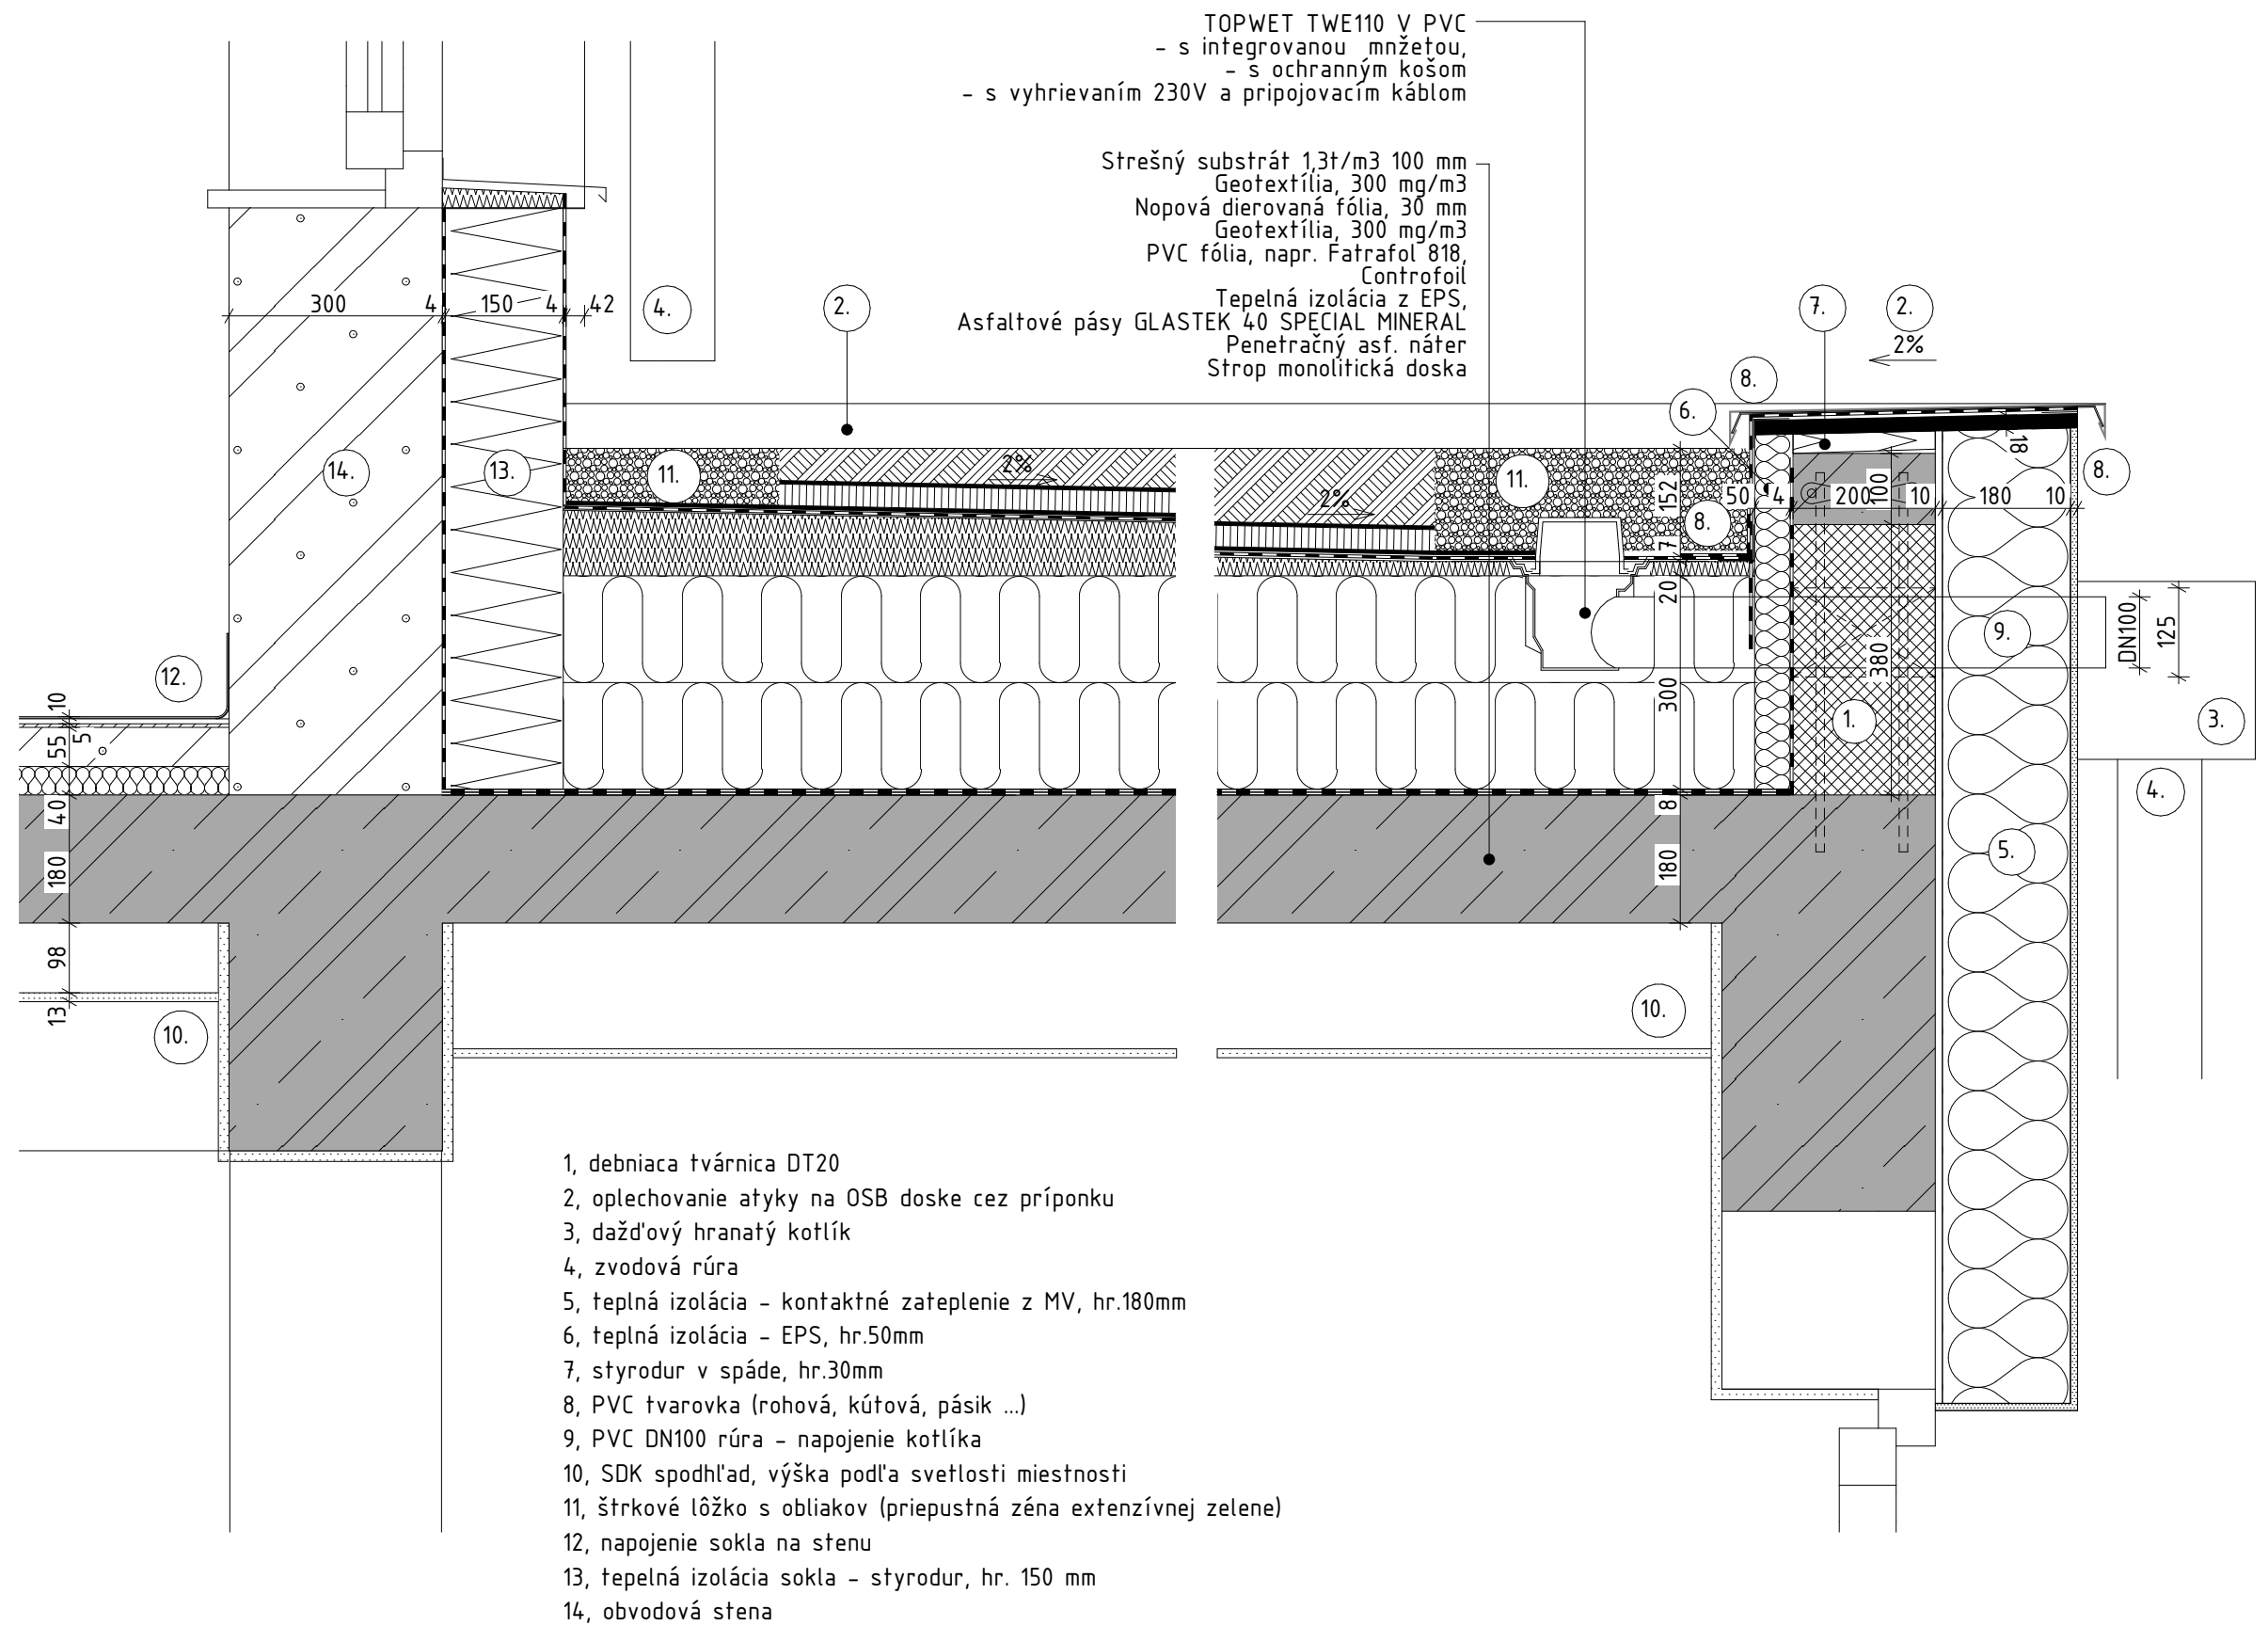 TOPWET TWE110 V PVC
- s integrovanou mnžetou,
- s ochranným košom
- s vyhrievaním 230V a pripojovacím káblom
Strešný substrát 1,3t/m3 100 mm
Geotextília, 300 mg/m3
Nopová dierovaná fólia, 30 mm
Geotextília, 300 mg/m3
PVC fólia, napr. Fatrafol 818,
Controfoil
Tepelná izolácia z EPS,
Asfaltové pásy GLASTEK 40 SPECIAL MINERAL
Penetračný asf. náter
Strop monolitická doska
300 4 150 4 42
4.
2.
7.
2.
2%
8.
6.
14.
13.
11.
2%
2%
11.
8.
152
7
20
300
8
180
50 4 200 10 180 10
100
380
18
8.
9.
DN100
125
1.
3.
4.
5.
12.
10
5
55
40
180
98
13
10.
10.
1, debniaca tvárnica DT20
2, oplechovanie atyky na OSB doske cez príponku
3, dažďový hranatý kotlík
4, zvodová rúra
5, teplná izolácia - kontaktné zateplenie z MV, hr.180mm
6, teplná izolácia - EPS, hr.50mm
7, styrodur v spáde, hr.30mm
8, PVC tvarovka (rohová, kútová, pásik ...)
9, PVC DN100 rúra - napojenie kotlíka
10, SDK spodhľad, výška podľa svetlosti miestnosti
11, štrkové lôžko s obliakov (priepustná zéna extenzívnej zelene)
12, napojenie sokla na stenu
13, tepelná izolácia sokla - styrodur, hr. 150 mm
14, obvodová stena